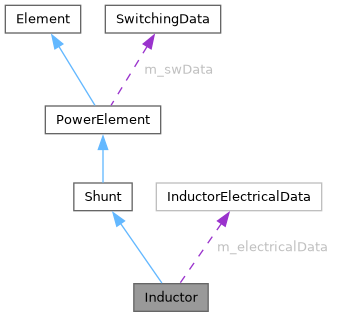 Element
SwitchingData
m_swData
PowerElement
Shunt
InductorElectricalData
m_electricalData
Inductor